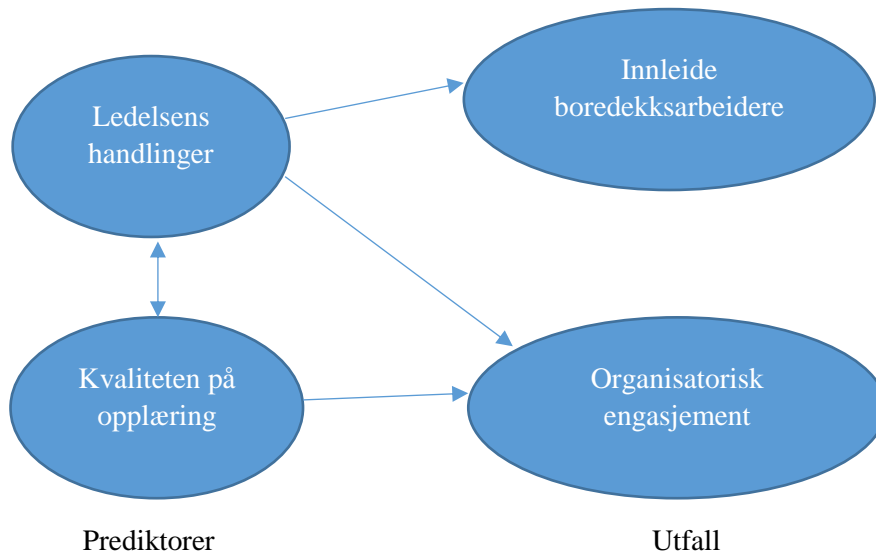 Ledelsens
handlinger
Innleide
boredekksarbeidere
Kvaliteten på
opplæring
Organisatorisk
engasjement
Prediktorer
Utfall